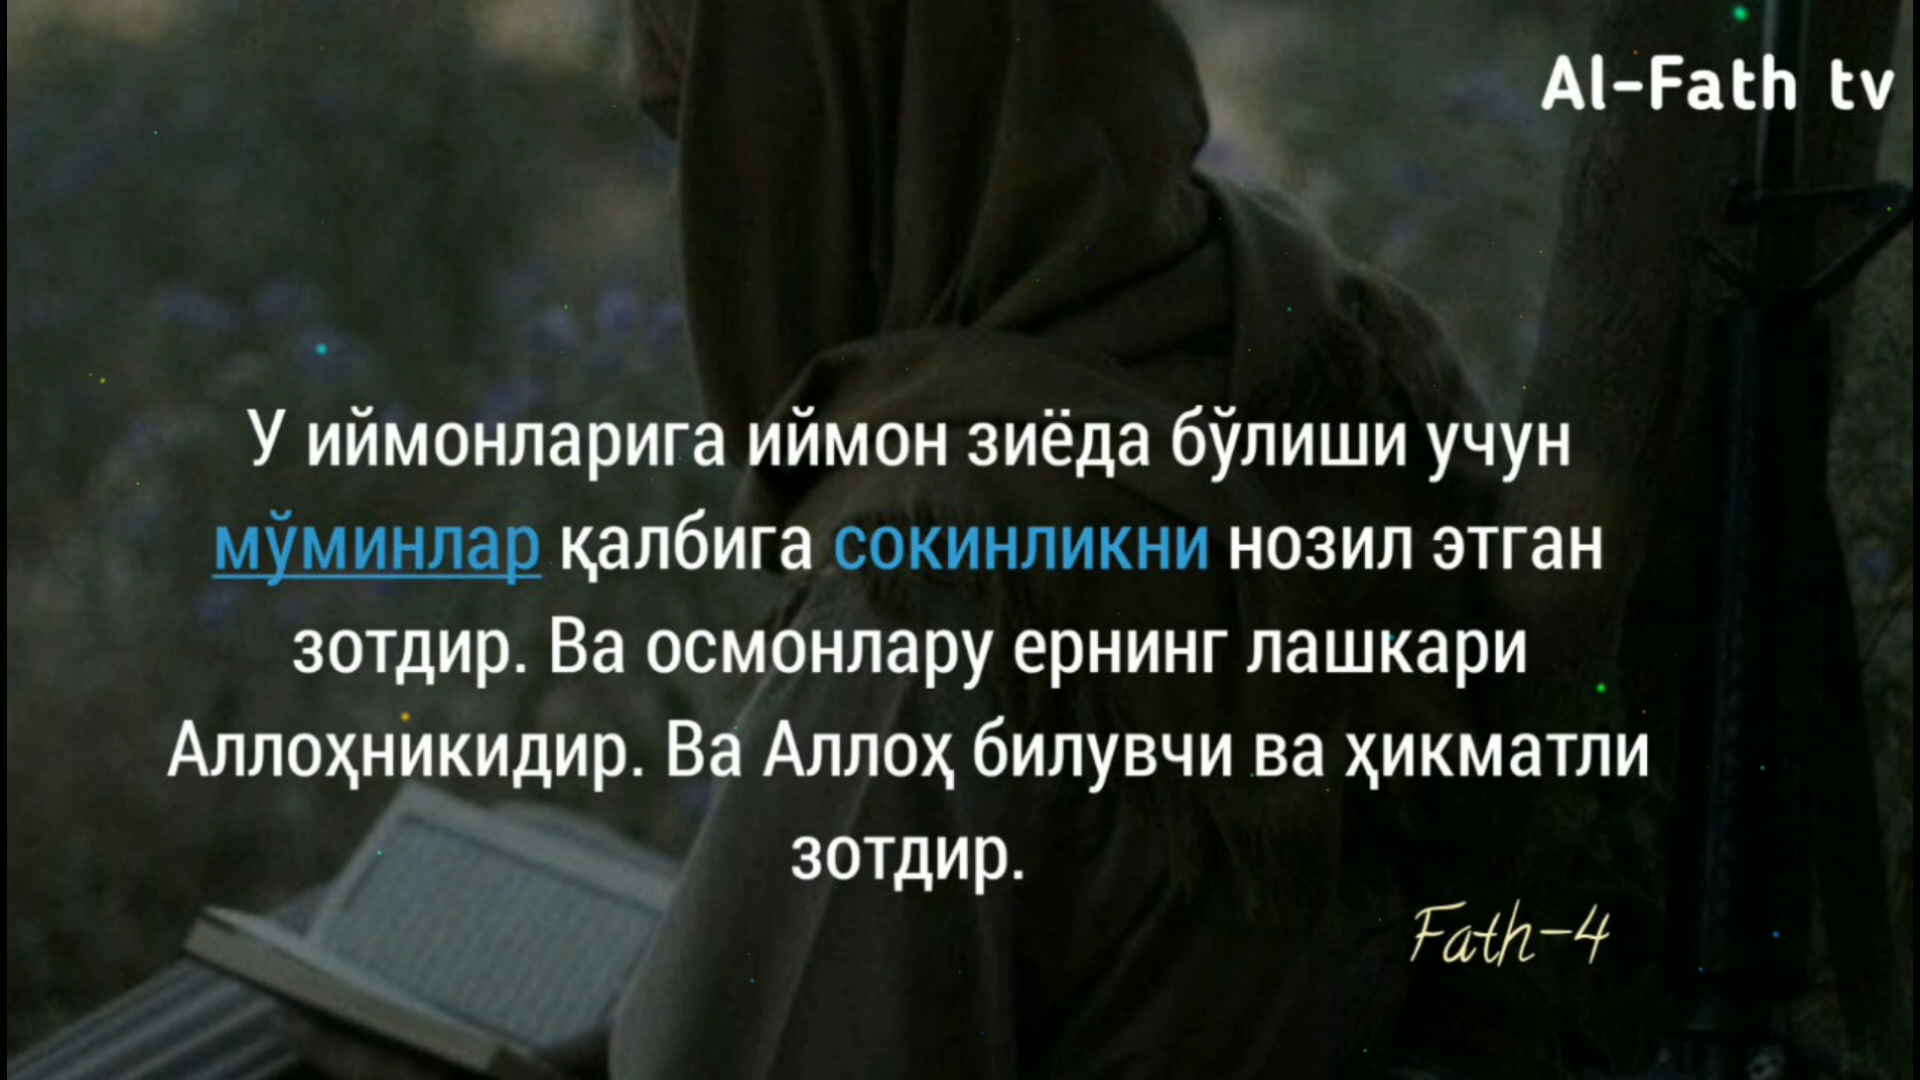 Al-Fath tv
У иймонларига иймон зиёда бўлиши учун
мўминлар қалбига сокинликни нозил этган
зотдир. Ва осмонлару ернинг лашкари
Аллоҳникидир. Ва Аллоҳ билувчи ва ҳикматли
зотдир.
Fath-4